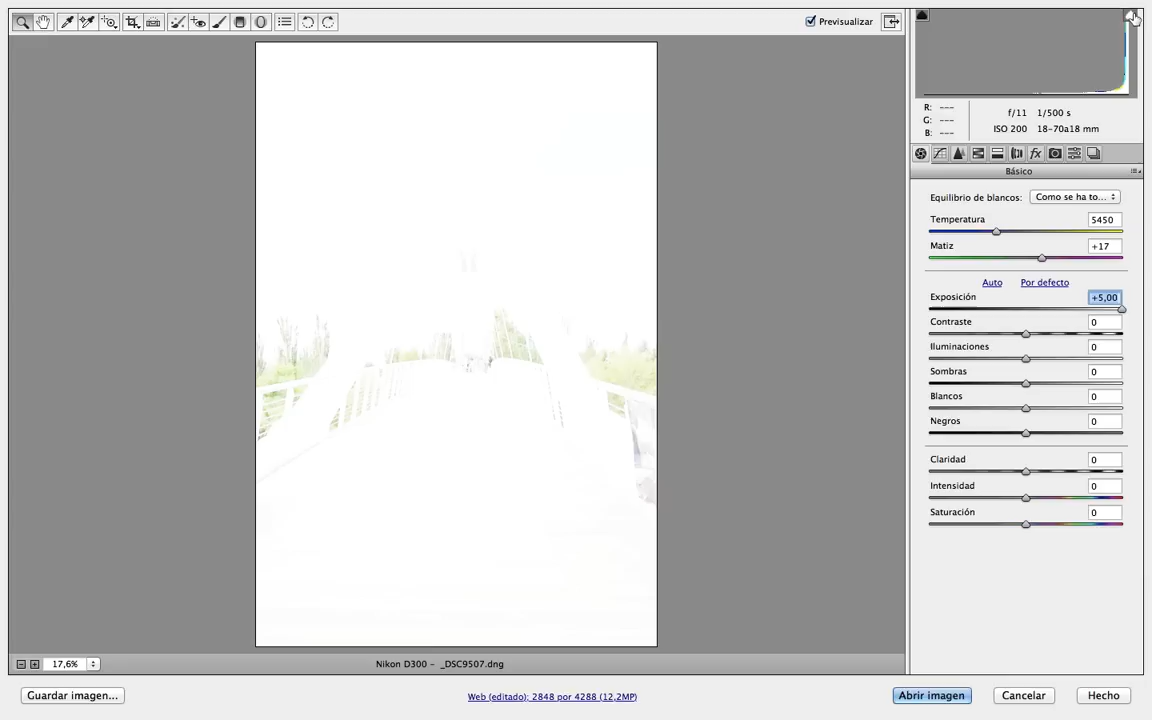 Previsualizar
R: ---
G: ---
B: ---
f/11 1/500 s
ISO 200 18-70a18 mm
fx
Básico
Equilibrio de blancos: Como se ha to...
Temperatura 5450
Matiz +17
Auto Por defecto
Exposición +5,00
Contraste 0
Iluminaciones 0
Sombras 0
Blancos 0
Negros 0
Claridad 0
Intensidad 0
Saturación 0
17,6%
Nikon D300 - _DSC9507.dng
Guardar imagen...
Web (editado); 2848 por 4288 (12,2MP)
Abrir imagen
Cancelar
Hecho